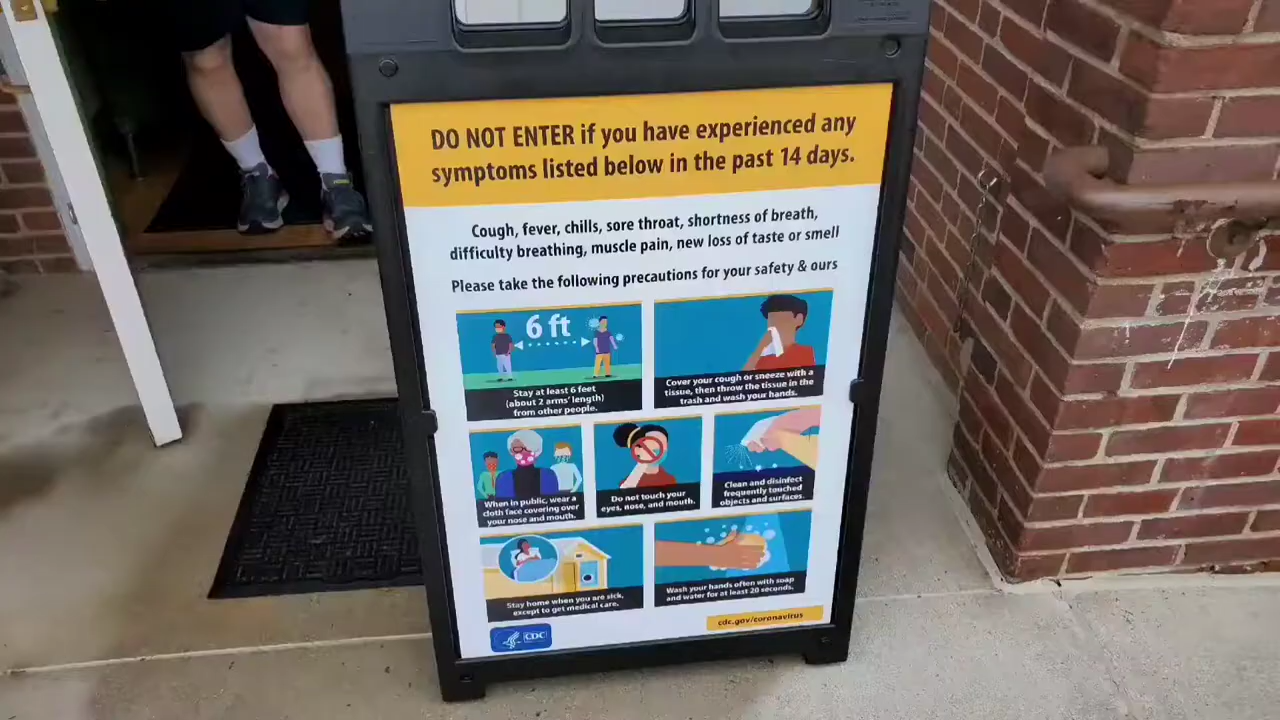 DO NOT ENTER if you have experienced any
symptoms listed below in the past 14 days.
Cough, fever, chills, sore throat, shortness of breath,
difficulty breathing, muscle pain, new loss of taste or smell
Please take the following precautions for your safety & ours
6 ft
Stay at least 6 feet
(about 2 arms' length)
from other people.
Cover your cough or sneeze with a
tissue, then throw the tissue in the
trash and wash your hands.
When in public, wear a
cloth face covering over
your nose and mouth.
Do not touch your
eyes, nose, and mouth.
Clean and disinfect
frequently touched
objects and surfaces.
Stay home when you are sick,
except to get medical care.
Wash your hands often with soap
and water for at least 20 seconds.
CDC
cdc.gov/coronavirus